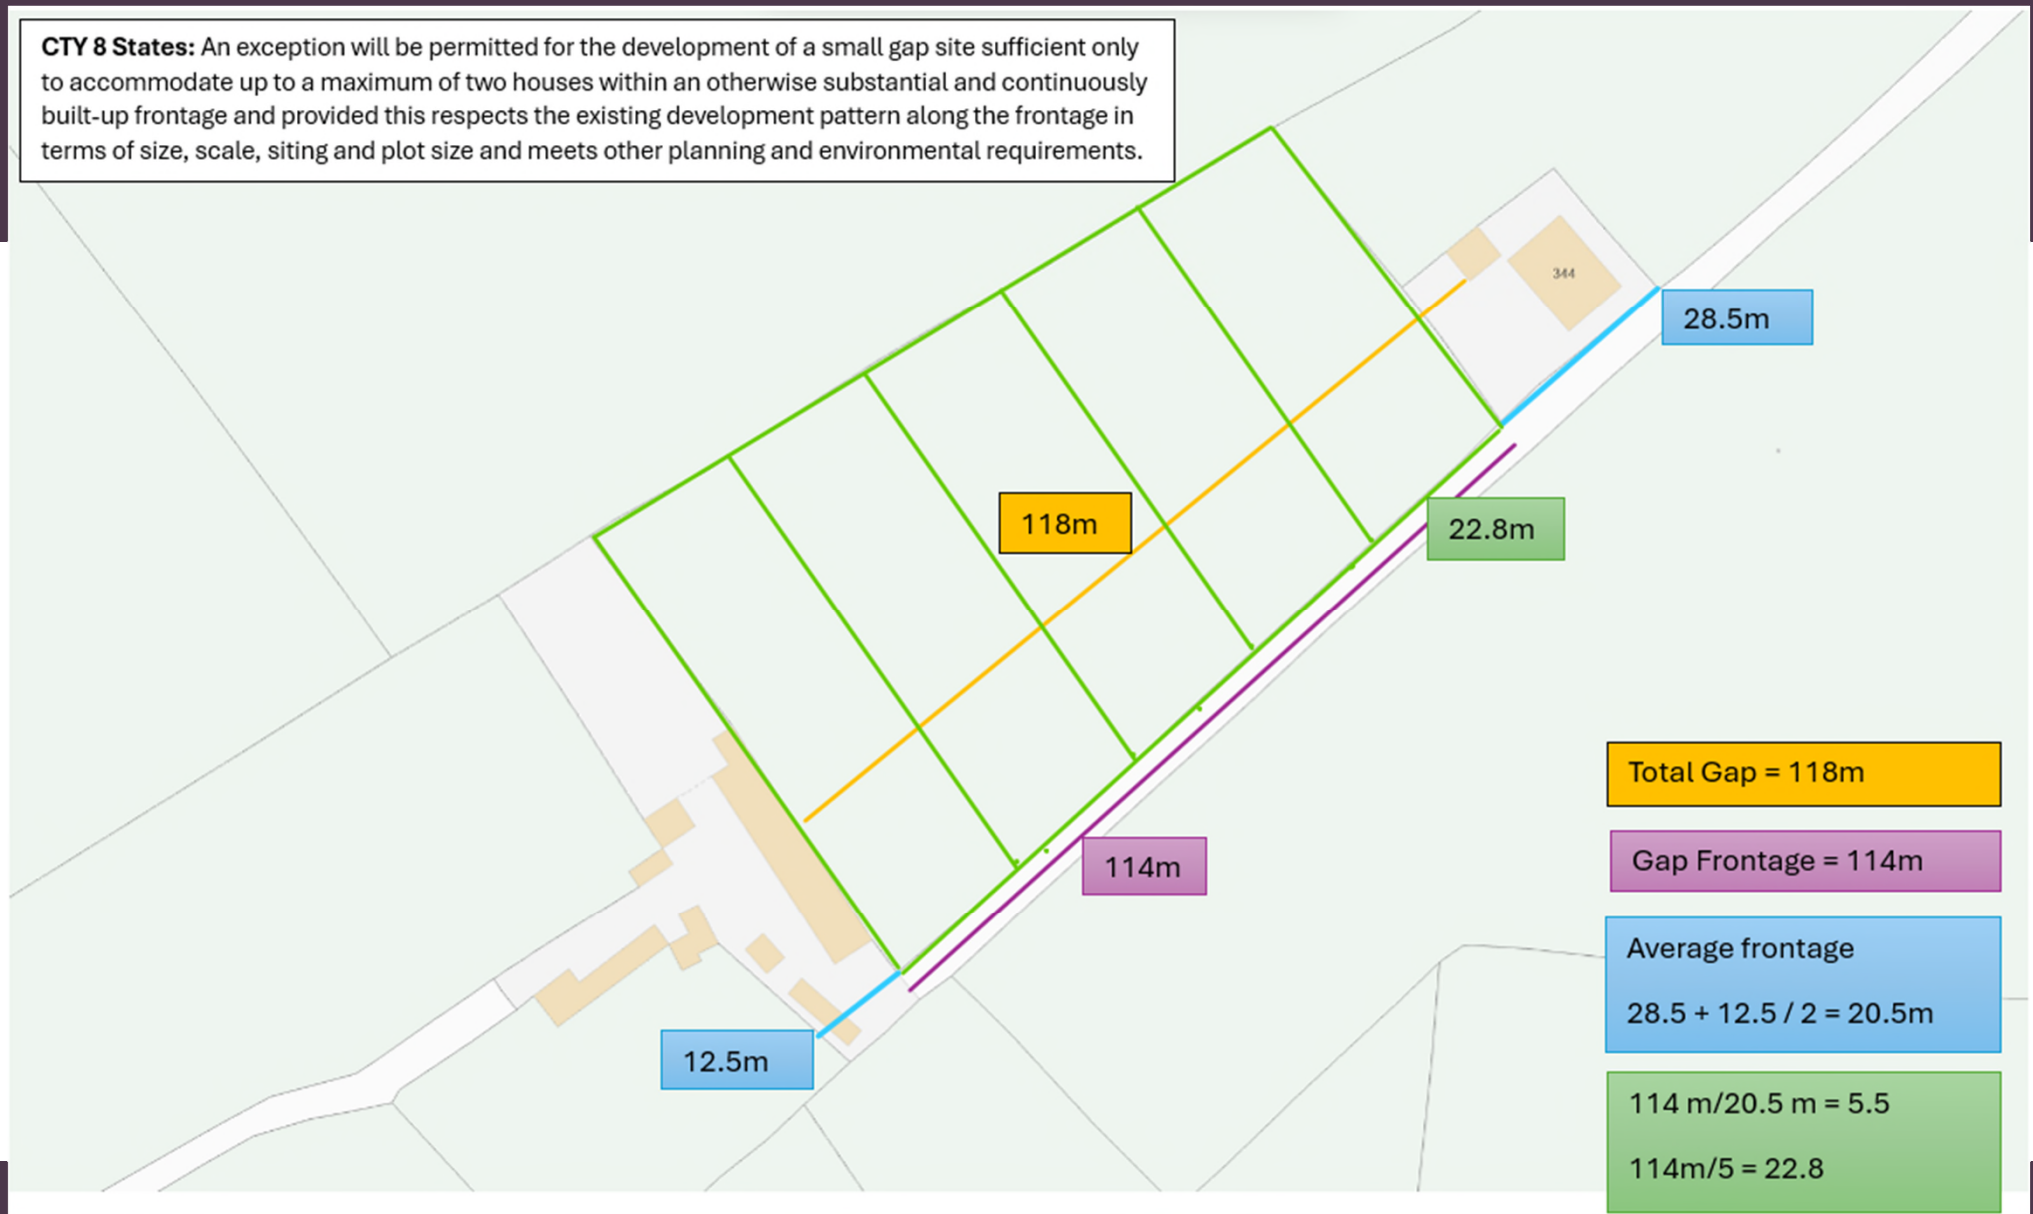 CTY 8 States: An exception will be permitted for the development of a small gap site sufficient only
to accommodate up to a maximum of two houses within an otherwise substantial and continuously
built-up frontage and provided this respects the existing development pattern along the frontage in
terms of size, scale, siting and plot size and meets other planning and environmental requirements.
344
28.5m
118m
22.8m
114m
12.5m
Total Gap = 118m
Gap Frontage = 114m
Average frontage
28.5 + 12.5 / 2 = 20.5m
114 m/20.5 m = 5.5
114m/5 = 22.8